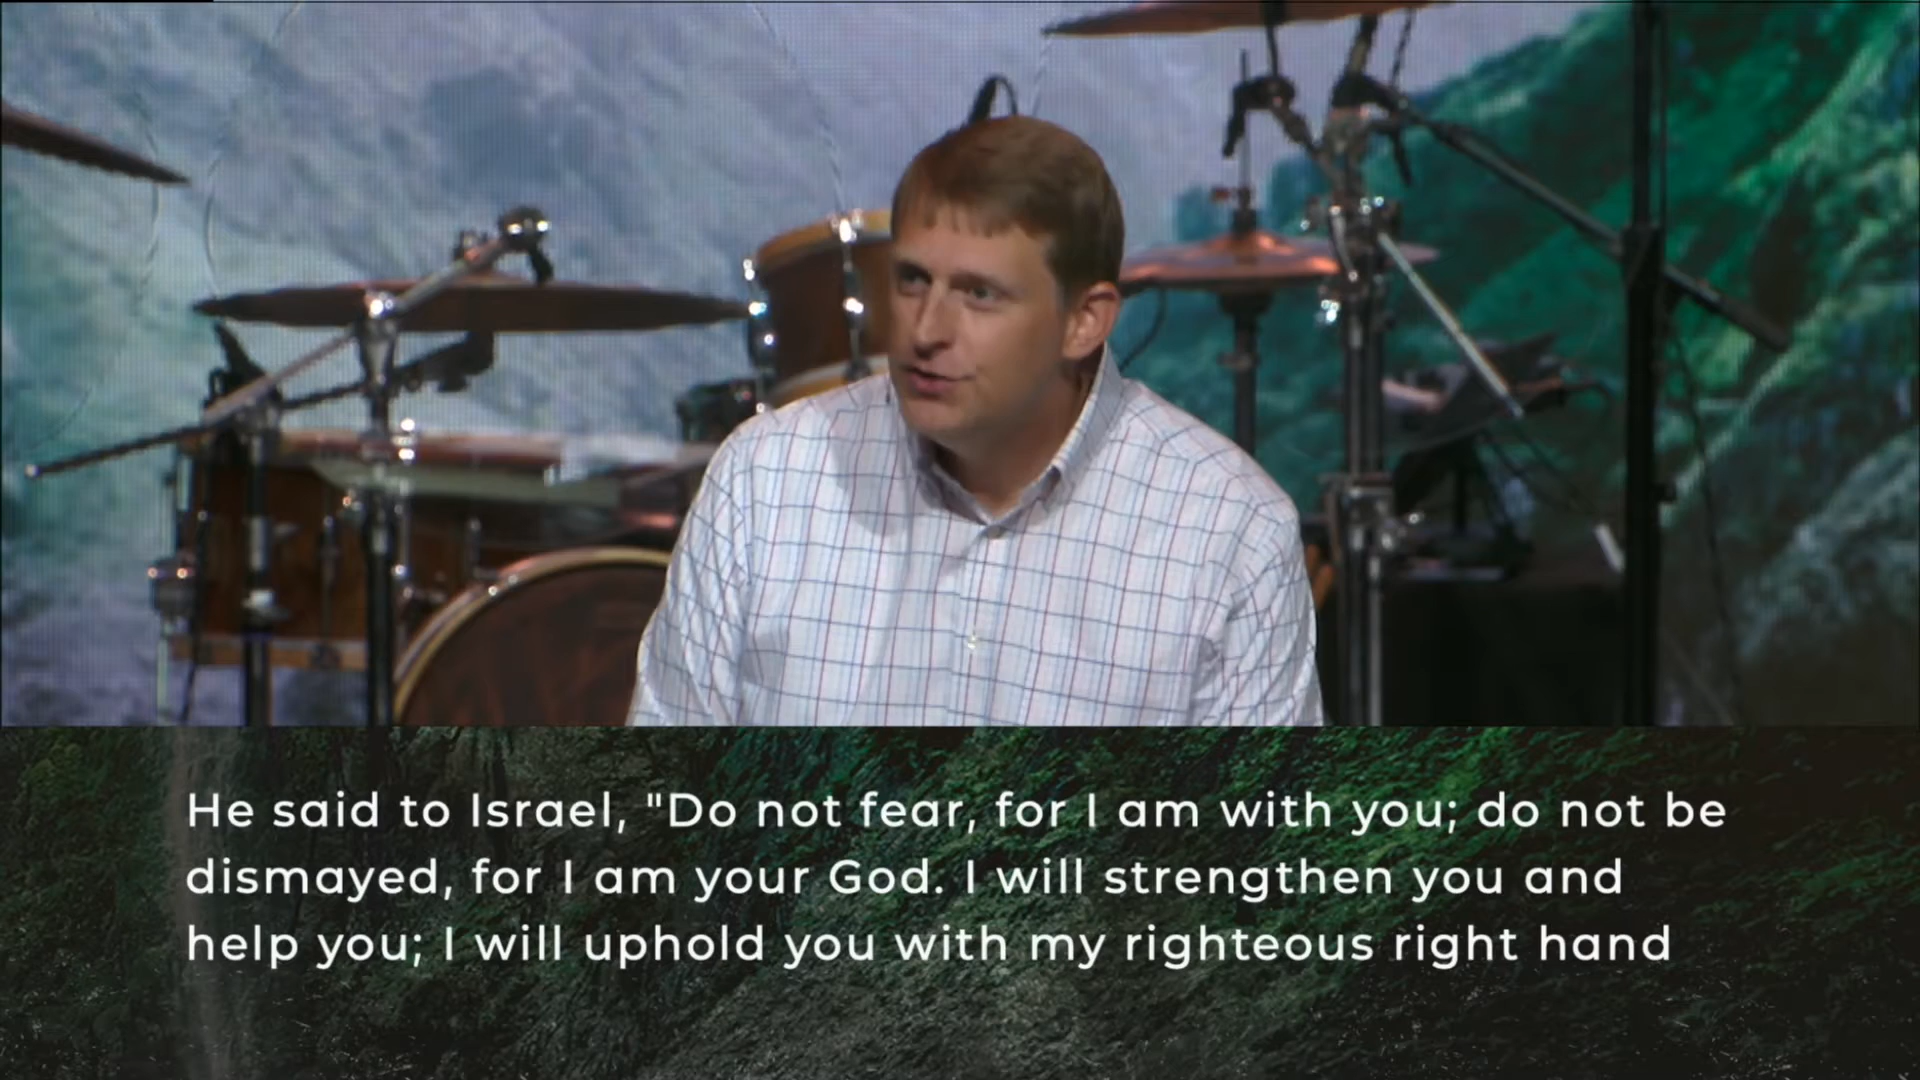 He said to Israel, "Do not fear, for I am with you; do not be
dismayed, for I am your God. I will strengthen you and
help you; I will uphold you with my righteous right hand